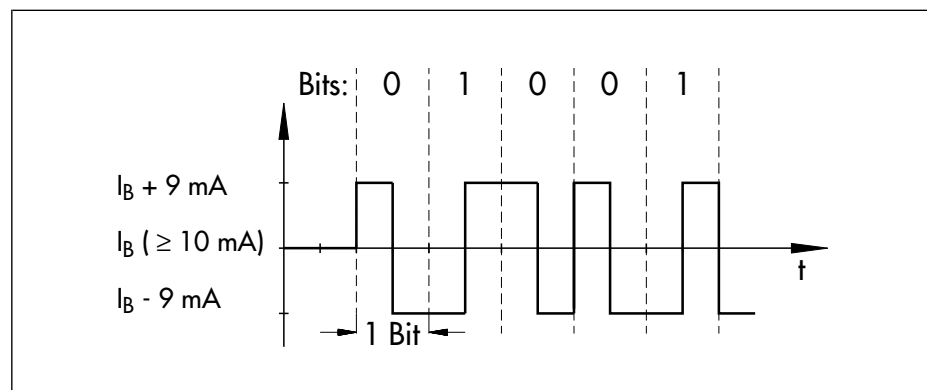 Bits: 0 1 0 0 1
I_B + 9 mA
I_B ( ≥ 10 mA)
t
I_B - 9 mA
1 Bit